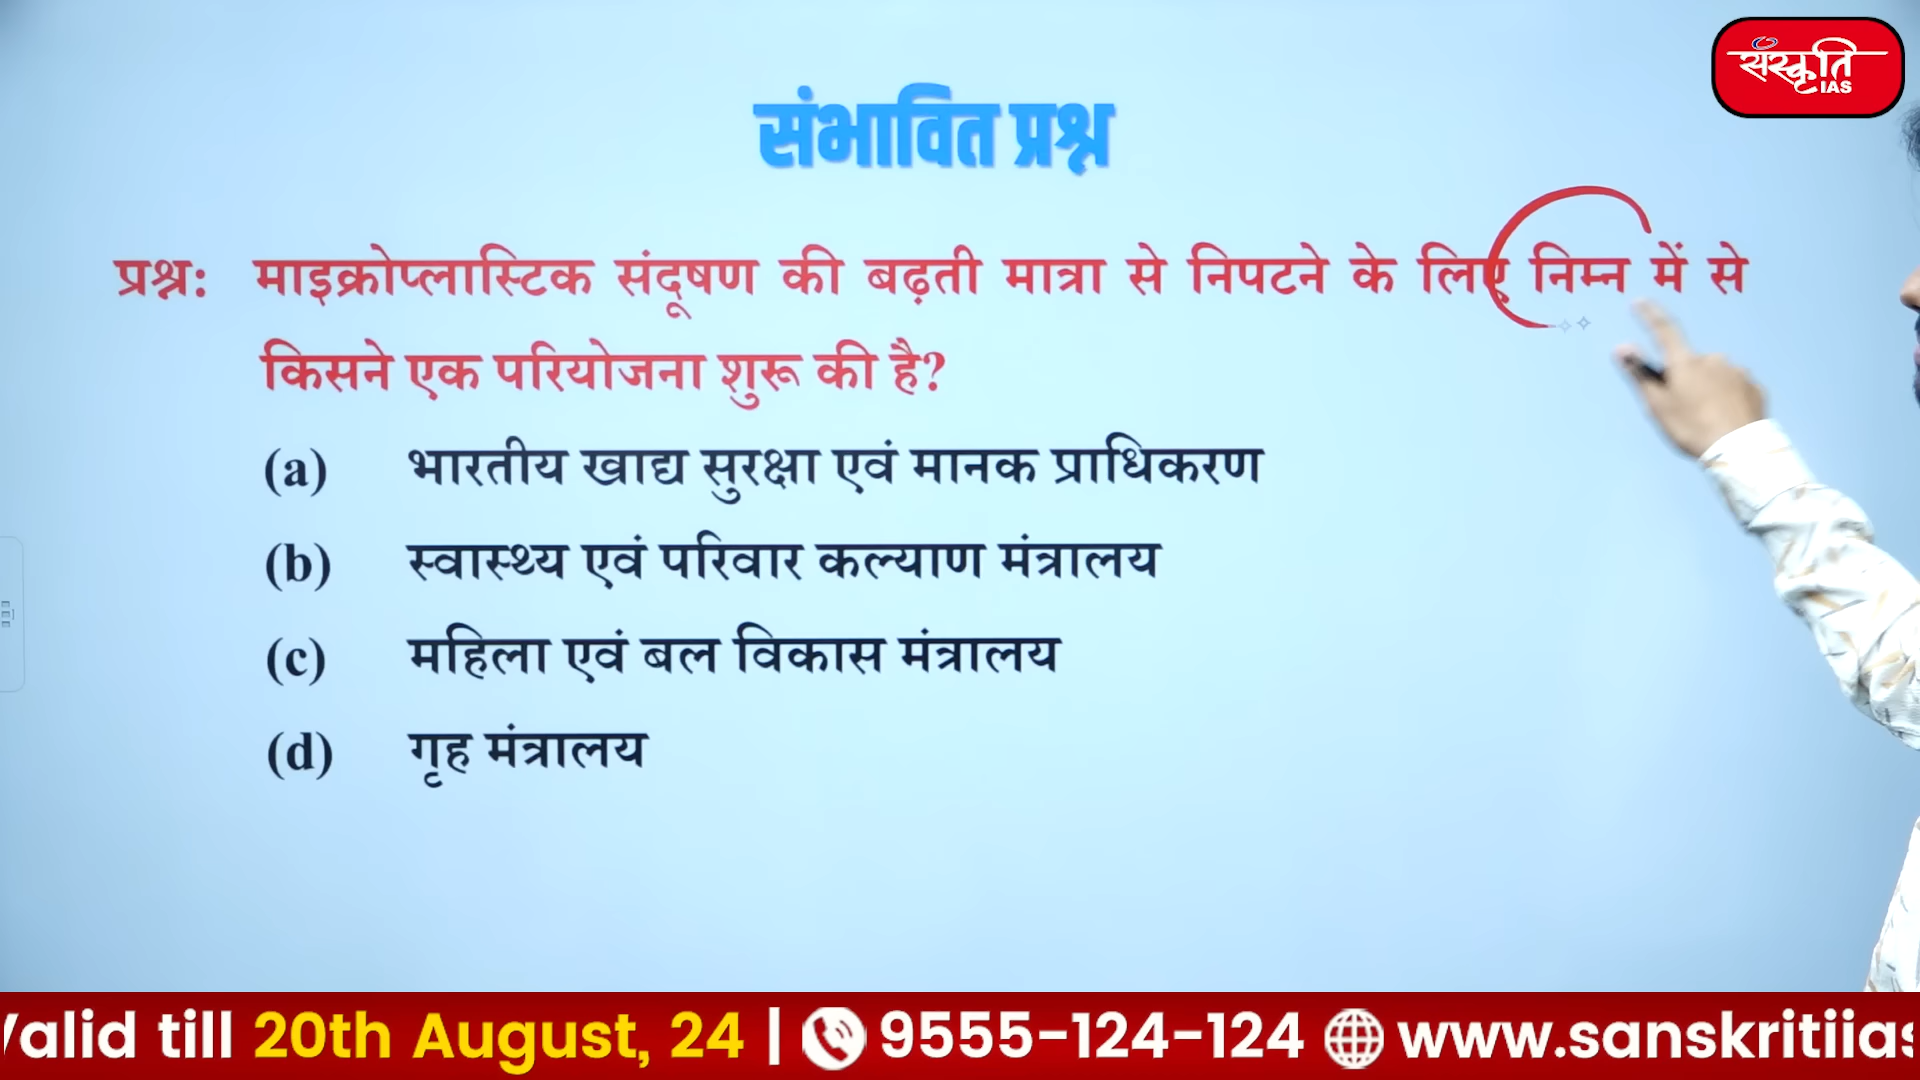 संस्कृति
IAS
संभावित प्रश्न
प्रश्न: माइक्रोप्लास्टिक संदूषण की बढ़ती मात्रा से निपटने के लिए निम्न में से
किसने एक परियोजना शुरू की है?
(a) भारतीय खाद्य सुरक्षा एवं मानक प्राधिकरण
(b) स्वास्थ्य एवं परिवार कल्याण मंत्रालय
(c) महिला एवं बल विकास मंत्रालय
(d) गृह मंत्रालय
Valid till 20th August, 24 | 9555-124-124 www.sanskritiias